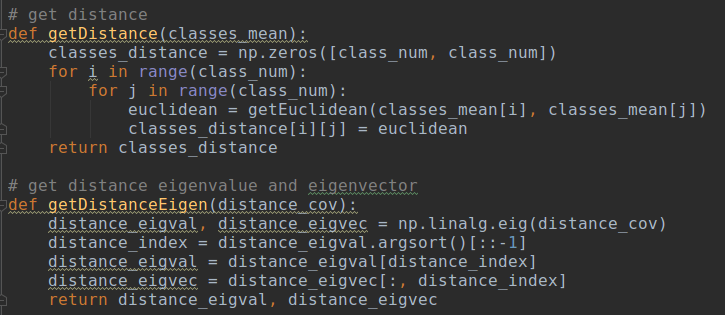 # get distance
def getDistance(classes_mean):
    classes_distance = np.zeros([class_num, class_num])
    for i in range(class_num):
        for j in range(class_num):
            euclidean = getEuclidean(classes_mean[i], classes_mean[j])
            classes_distance[i][j] = euclidean
    return classes_distance

# get distance eigenvalue and eigenvector
def getDistanceEigen(distance_cov):
    distance_eigval, distance_eigvec = np.linalg.eig(distance_cov)
    distance_index = distance_eigval.argsort()[::-1]
    distance_eigval = distance_eigval[distance_index]
    distance_eigvec = distance_eigvec[:, distance_index]
    return distance_eigval, distance_eigvec